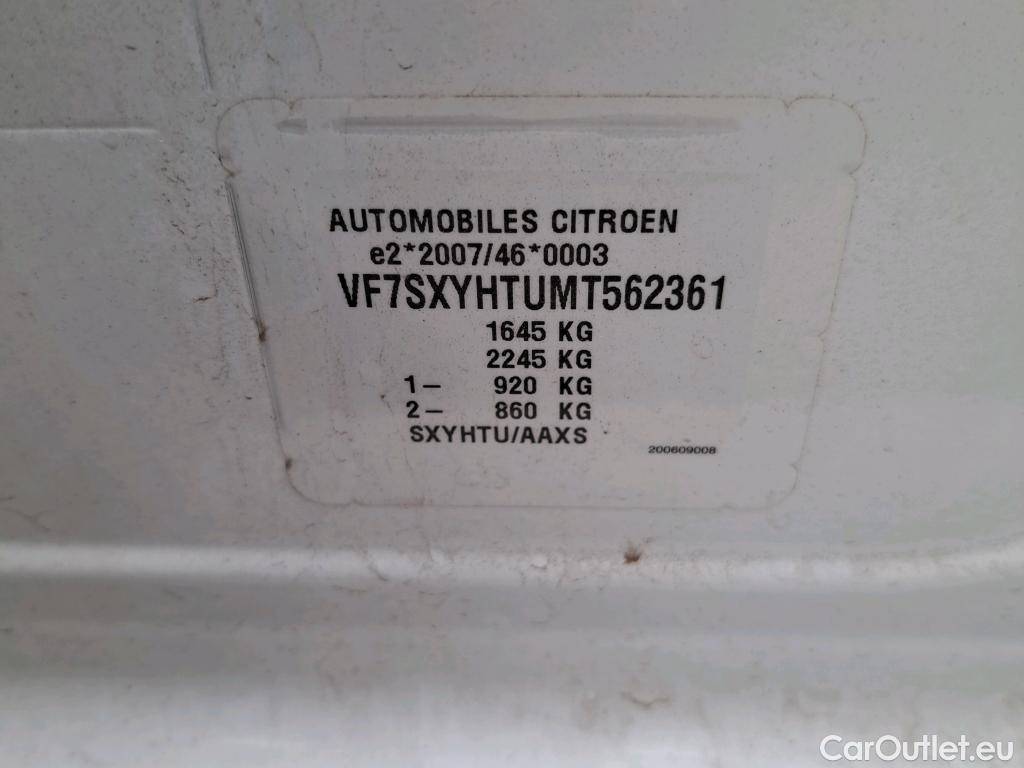 AUTOMOBILES CITROEN
e2*2007/46*0003
VF7SXYHTUMT562361
1645 KG
2245 KG
1- 920 KG
2- 860 KG
SXYHTU/AAXS
200609008
CarOutlet.eu